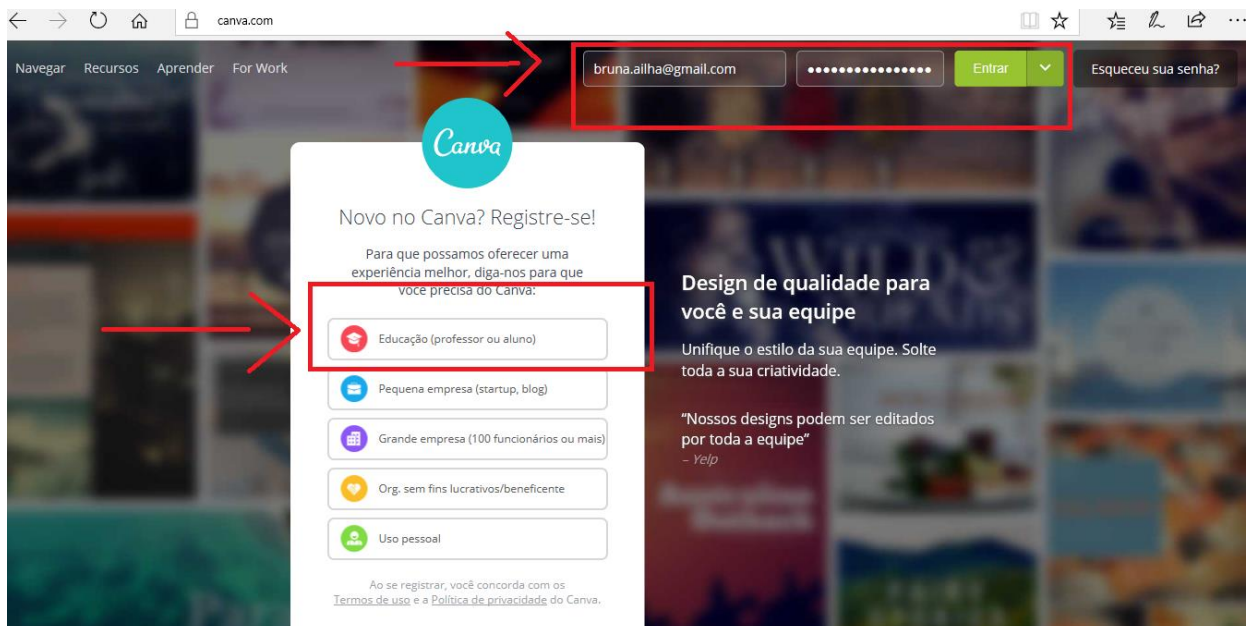 canva.com
Navegar Recursos Aprender For Work
bruna.ailha@gmail.com •••••••••••••••• Entrar Esqueceu sua senha?
Canva
Novo no Canva? Registre-se!
Para que possamos oferecer uma
experiência melhor, diga-nos para que
você precisa do Canva:
Educação (professor ou aluno)
Pequena empresa (startup, blog)
Grande empresa (100 funcionários ou mais)
Org. sem fins lucrativos/beneficente
Uso pessoal
Ao se registrar, você concorda com os
Termos de uso e a Política de privacidade do Canva.
Design de qualidade para
você e sua equipe
Unifique o estilo da sua equipe. Solte
toda a sua criatividade.
“Nossos designs podem ser editados
por toda a equipe”
– Yelp
WILD &